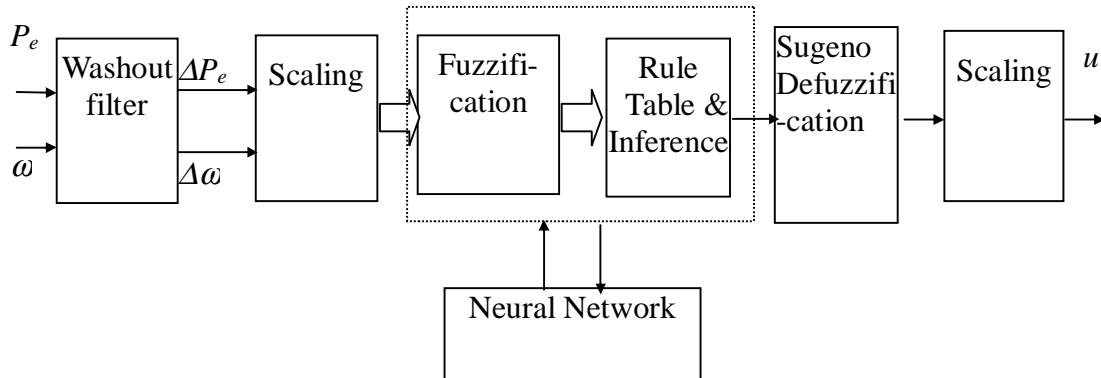 Pe
ω
Washout
filter
ΔPe
Δω
Scaling
Fuzzifi-
cation
Rule
Table &
Inference
Sugeno
Defuzzifi
-cation
Scaling
u
Neural Network